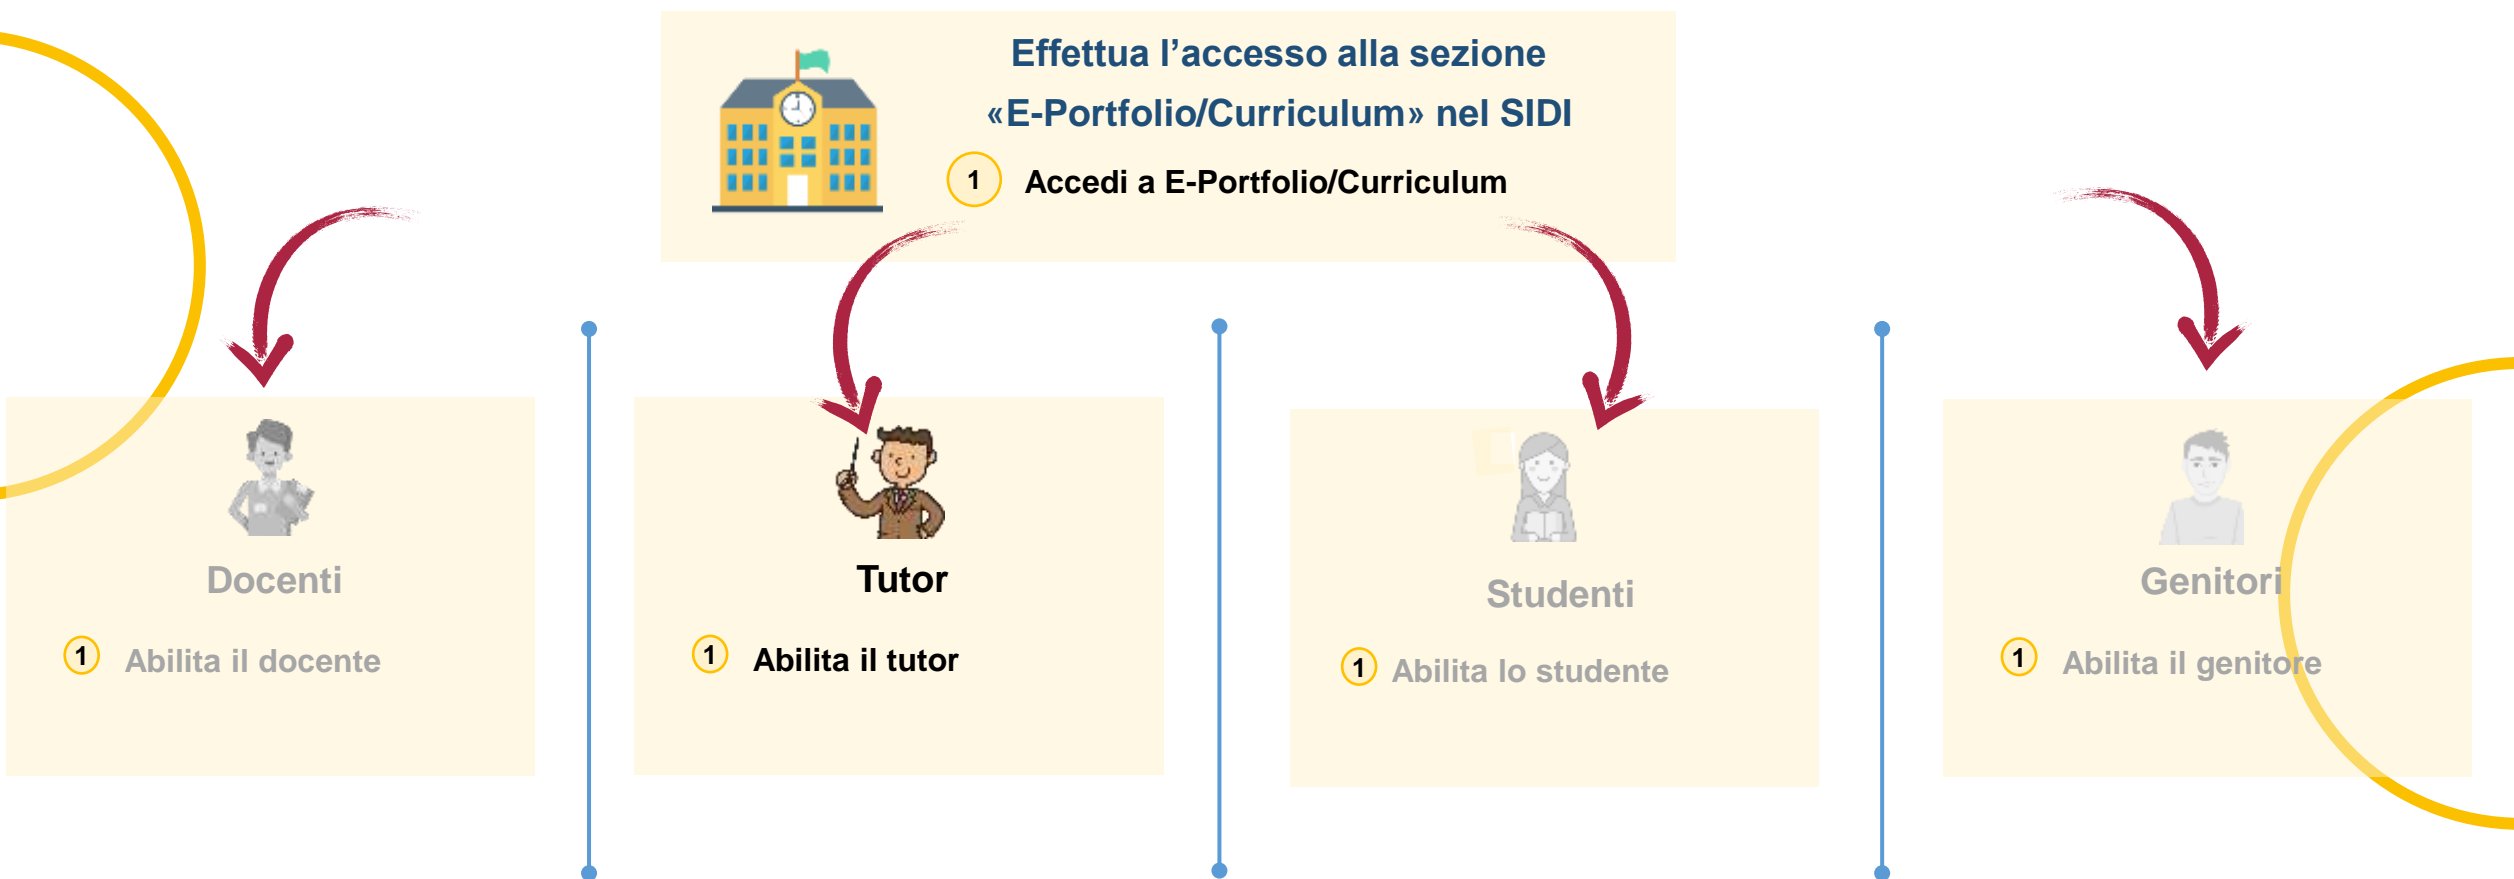 Effettua l’accesso alla sezione
«E-Portfolio/Curriculum» nel SIDI
1 Accedi a E-Portfolio/Curriculum
Docenti
1 Abilita il docente
Tutor
1 Abilita il tutor
Studenti
1 Abilita lo studente
Genitori
1 Abilita il genitore